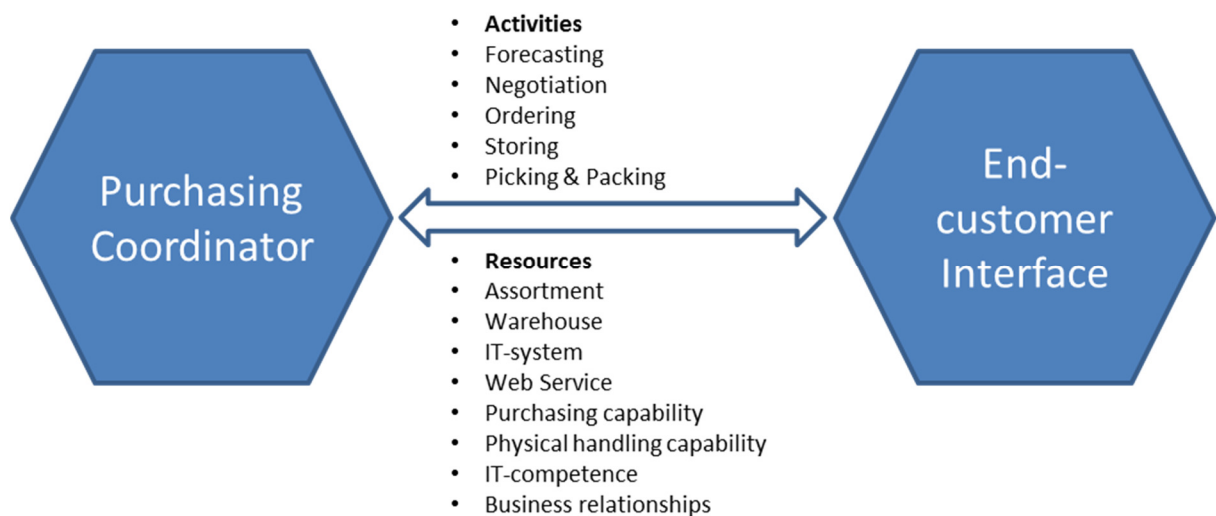 Purchasing
Coordinator
• Activities
• Forecasting
• Negotiation
• Ordering
• Storing
• Picking & Packing
• Resources
• Assortment
• Warehouse
• IT-system
• Web Service
• Purchasing capability
• Physical handling capability
• IT-competence
• Business relationships
End-
customer
Interface